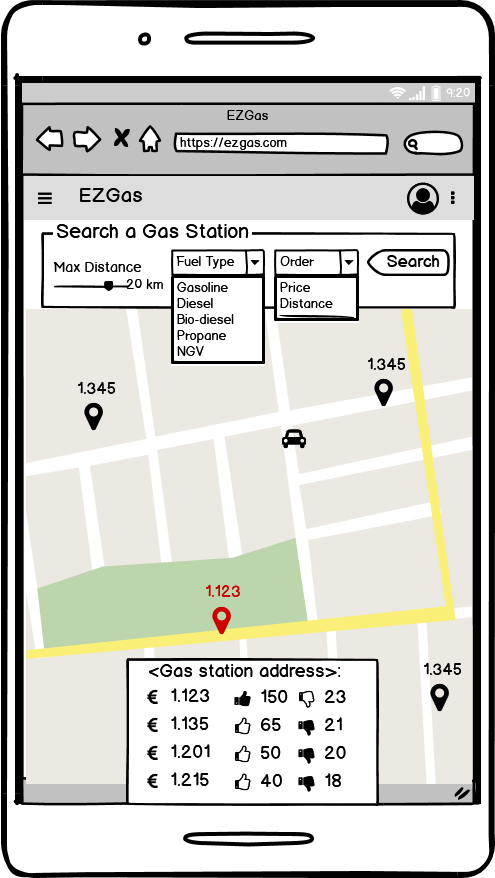 9:20
EZGas
https://ezgas.com
EZGas
Search a Gas Station
Max Distance
20 km
Fuel Type
Gasoline
Diesel
Bio-diesel
Propane
NGV
Order
Price
Distance
Search
1.345
1.345
1.123
1.345
<Gas station address>:
€ 1.123 150 23
€ 1.135 65 21
€ 1.201 50 20
€ 1.215 40 18